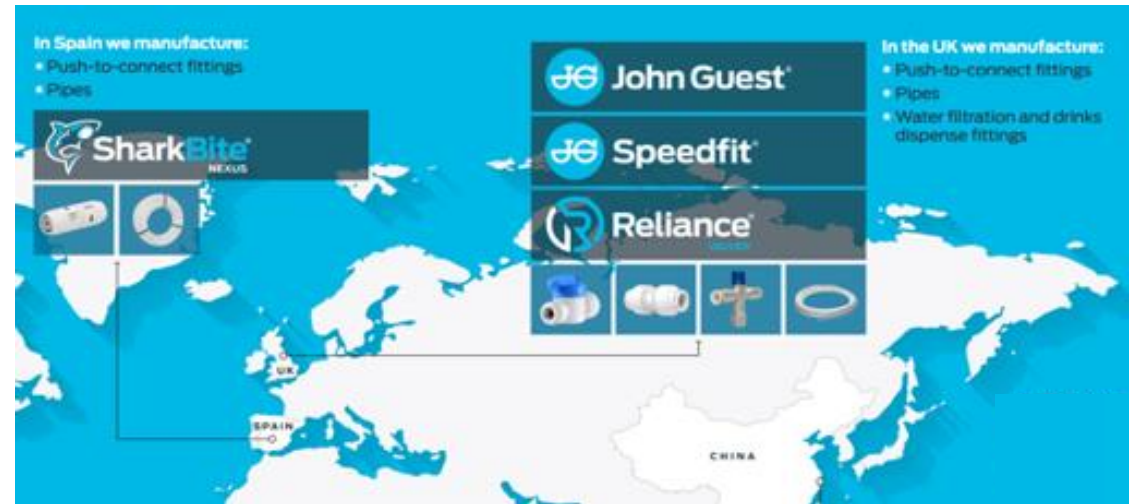 In Spain we manufacture:
• Push-to-connect fittings
• Pipes
SharkBite®
NEXUS
JG John Guest®
JG Speedfit®
Reliance®
VALVES
In the UK we manufacture:
• Push-to-connect fittings
• Pipes
• Water filtration and drinks
dispense fittings
UK
SPAIN
CHINA